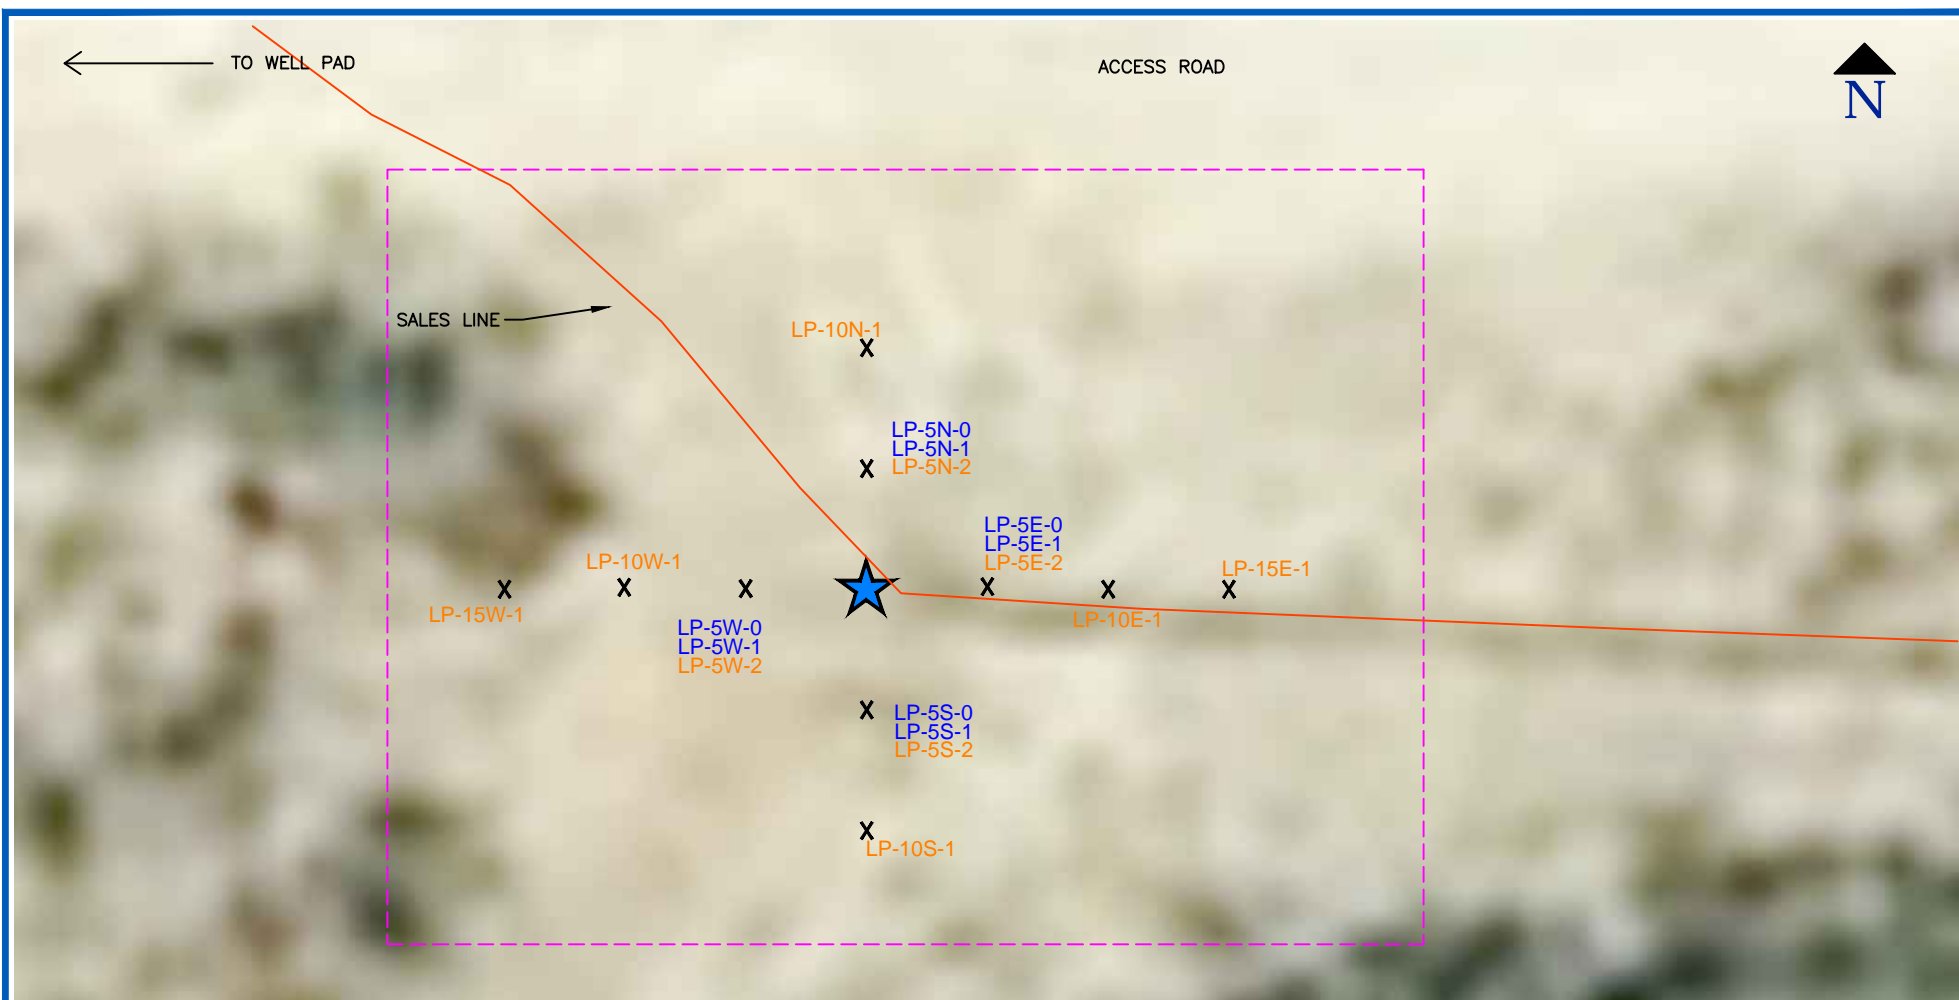 TO WELL PAD
ACCESS ROAD
N
SALES LINE
LP-10N-1
LP-5N-0
LP-5N-1
LP-5N-2
LP-5E-0
LP-5E-1
LP-5E-2
LP-10W-1
LP-15E-1
LP-15W-1
LP-10E-1
LP-5W-0
LP-5W-1
LP-5W-2
LP-5S-0
LP-5S-1
LP-5S-2
LP-10S-1